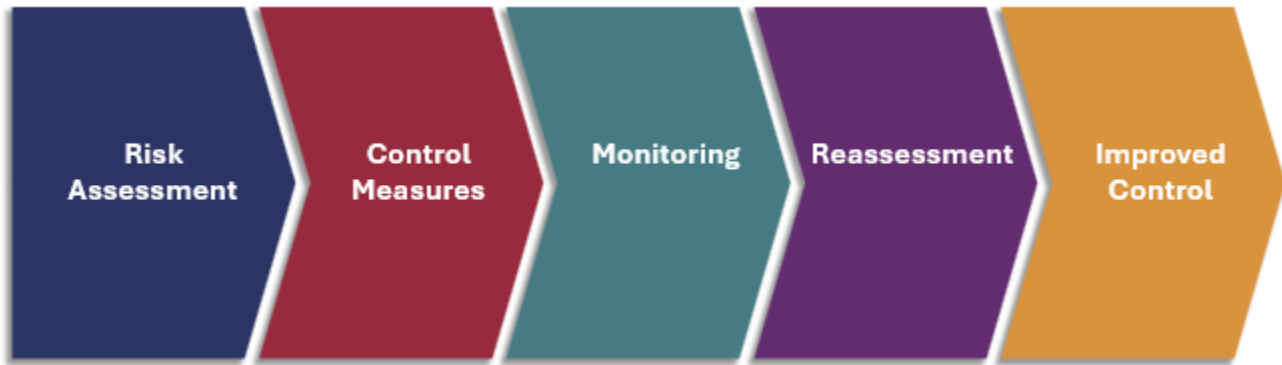 Risk
Assessment
Control
Measures
Monitoring
Reassessment
Improved
Control